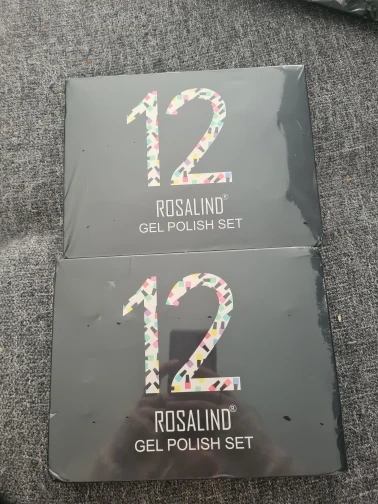 12
ROSALIND®
GEL POLISH SET
12
ROSALIND®
GEL POLISH SET